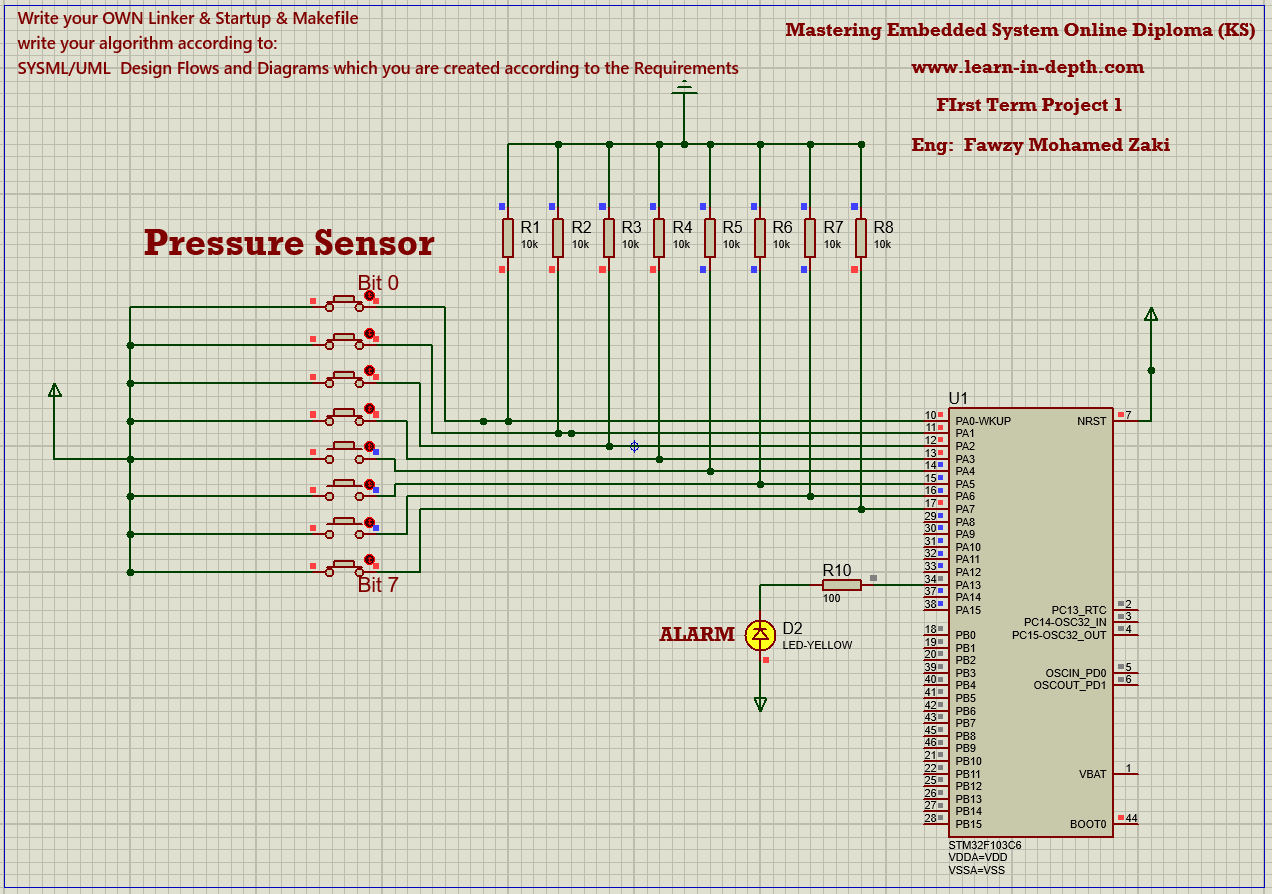 Write your OWN Linker & Startup & Makefile
write your algorithm according to:
SYSML/UML Design Flows and Diagrams which you are created according to the Requirements
Mastering Embedded System Online Diploma (KS)
www.learn-in-depth.com
FIrst Term Project 1
Eng: Fawzy Mohamed Zaki
R1
10k
R2
10k
R3
10k
R4
10k
R5
10k
R6
10k
R7
10k
R8
10k
Pressure Sensor
Bit 0
Bit 7
U1
10 PA0-WKUP
11 PA1
12 PA2
13 PA3
14 PA4
15 PA5
16 PA6
17 PA7
29 PA8
30 PA9
31 PA10
32 PA11
33 PA12
34 PA13
37 PA14
38 PA15
18 PB0
19 PB1
20 PB2
39 PB3
40 PB4
41 PB5
42 PB6
43 PB7
45 PB8
46 PB9
21 PB10
22 PB11
25 PB12
26 PB13
27 PB14
28 PB15
NRST 7
PC13_RTC 2
PC14-OSC32_IN 3
PC15-OSC32_OUT 4
OSCIN_PD0 5
OSCOUT_PD1 6
VBAT 1
BOOT0 44
R10
100
ALARM
D2
LED-YELLOW
STM32F103C6
VDDA=VDD
VSSA=VSS